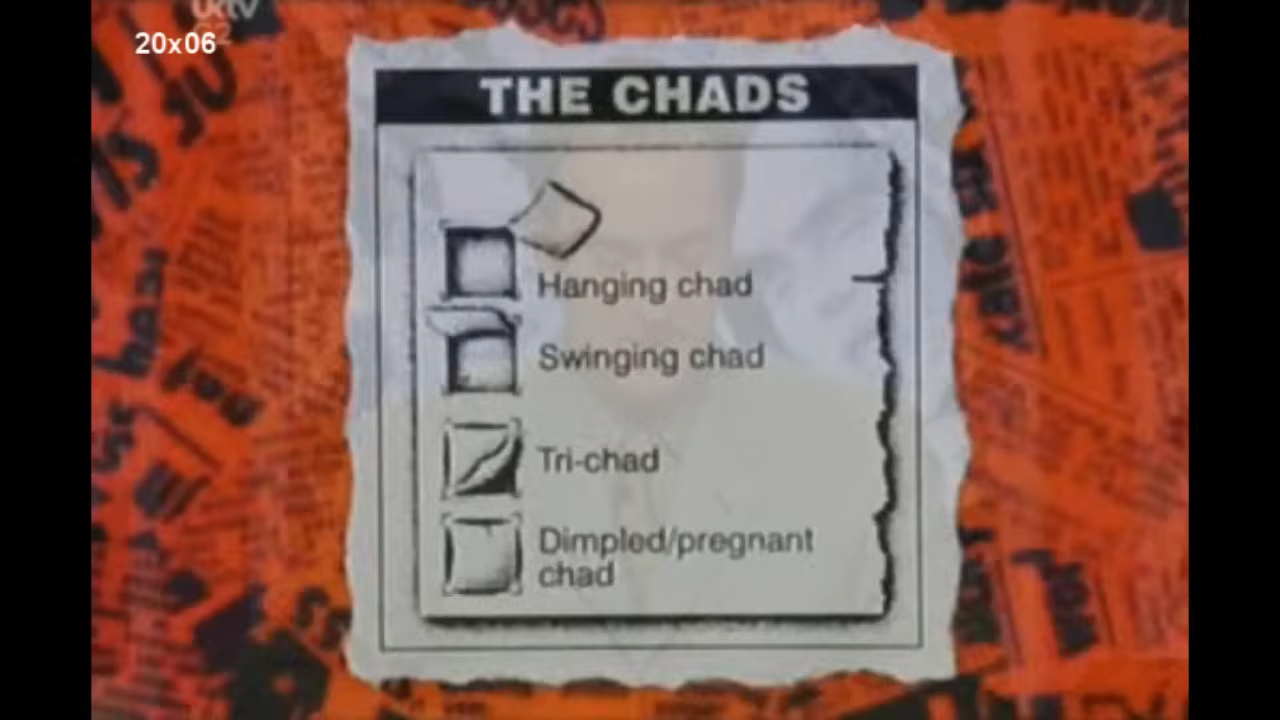 20x06
THE CHADS
Hanging chad
Swinging chad
Tri-chad
Dimpled/pregnant
chad